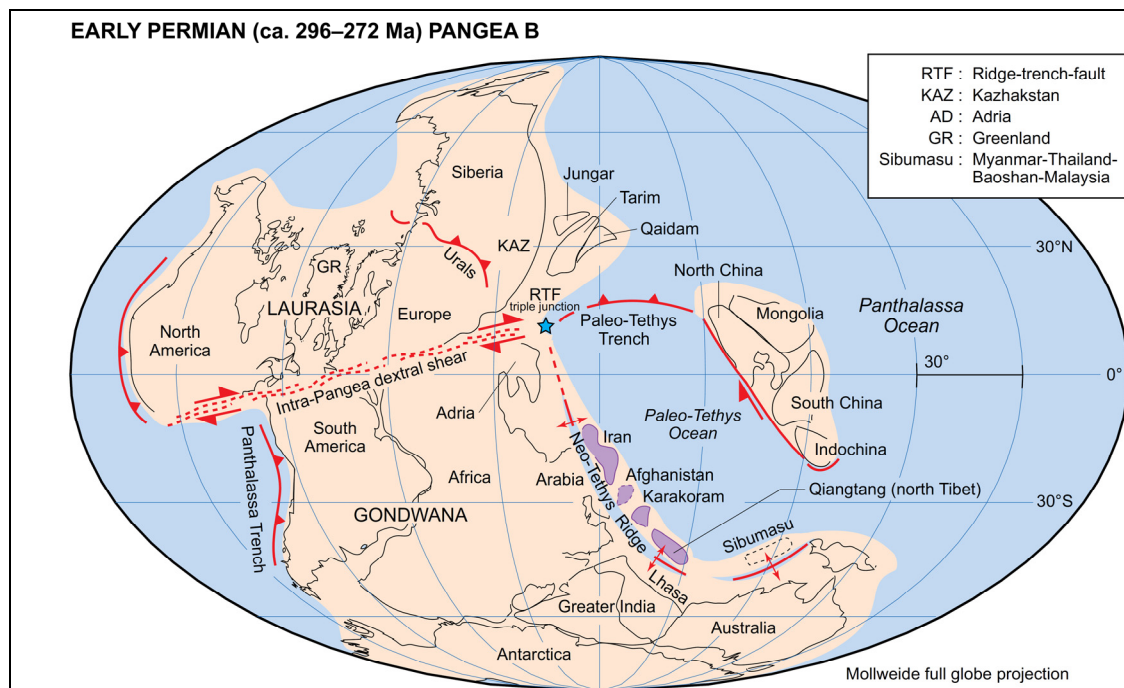 EARLY PERMIAN (ca. 296–272 Ma) PANGEA B
RTF : Ridge-trench-fault
KAZ : Kazhakstan
AD : Adria
GR : Greenland
Sibumasu : Myanmar-Thailand-
Baoshan-Malaysia
Siberia
Jungar
Tarim
Qaidam
KAZ
Urals
GR
30°N
North China
RTF
triple junction
LAURASIA
Europe
Paleo-Tethys
Trench
Mongolia
Panthalassa
Ocean
North
America
Intra-Pangea dextral shear
30°
0°
Adria
South China
South
America
Paleo-Tethys
Ocean
Iran
Indochina
Panthalassa Trench
Africa
Arabia
Neo-Tethys Ridge
Afghanistan
Karakoram
Qiangtang (north Tibet)
GONDWANA
30°S
Sibumasu
Lhasa
Greater India
Australia
Antarctica
Mollweide full globe projection